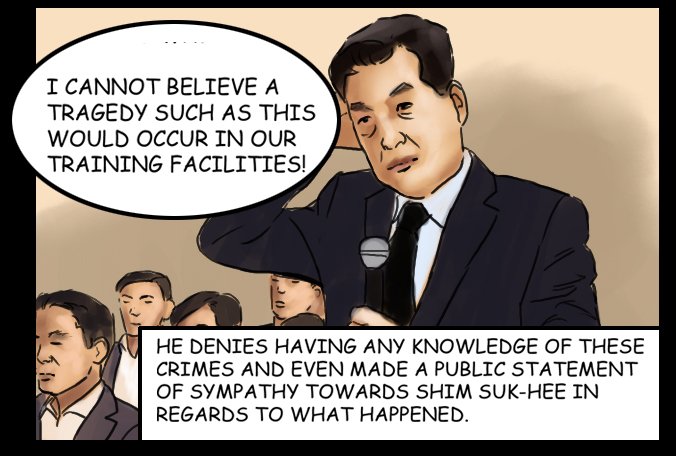 I CANNOT BELIEVE A
TRAGEDY SUCH AS THIS
WOULD OCCUR IN OUR
TRAINING FACILITIES!
HE DENIES HAVING ANY KNOWLEDGE OF THESE
CRIMES AND EVEN MADE A PUBLIC STATEMENT
OF SYMPATHY TOWARDS SHIM SUK-HEE IN
REGARDS TO WHAT HAPPENED.